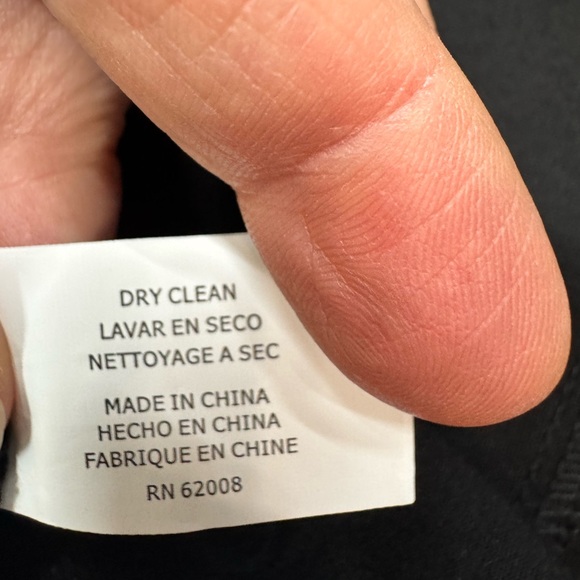 DRY CLEAN
LAVAR EN SECO
NETTOYAGE A SEC
MADE IN CHINA
HECHO EN CHINA
FABRIQUE EN CHINE
RN 62008